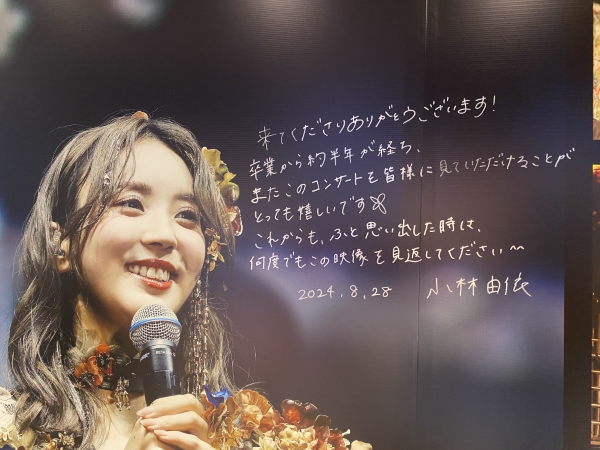 来てくださりありがとうございます!
卒業から約半年が経ち、
またこのコンサートを皆様に見ていただけることが
とっても嬉しいです
これからも、ふと思い出した時は、
何度でもこの映像を見返してください〜
2024.8.28 小林由依